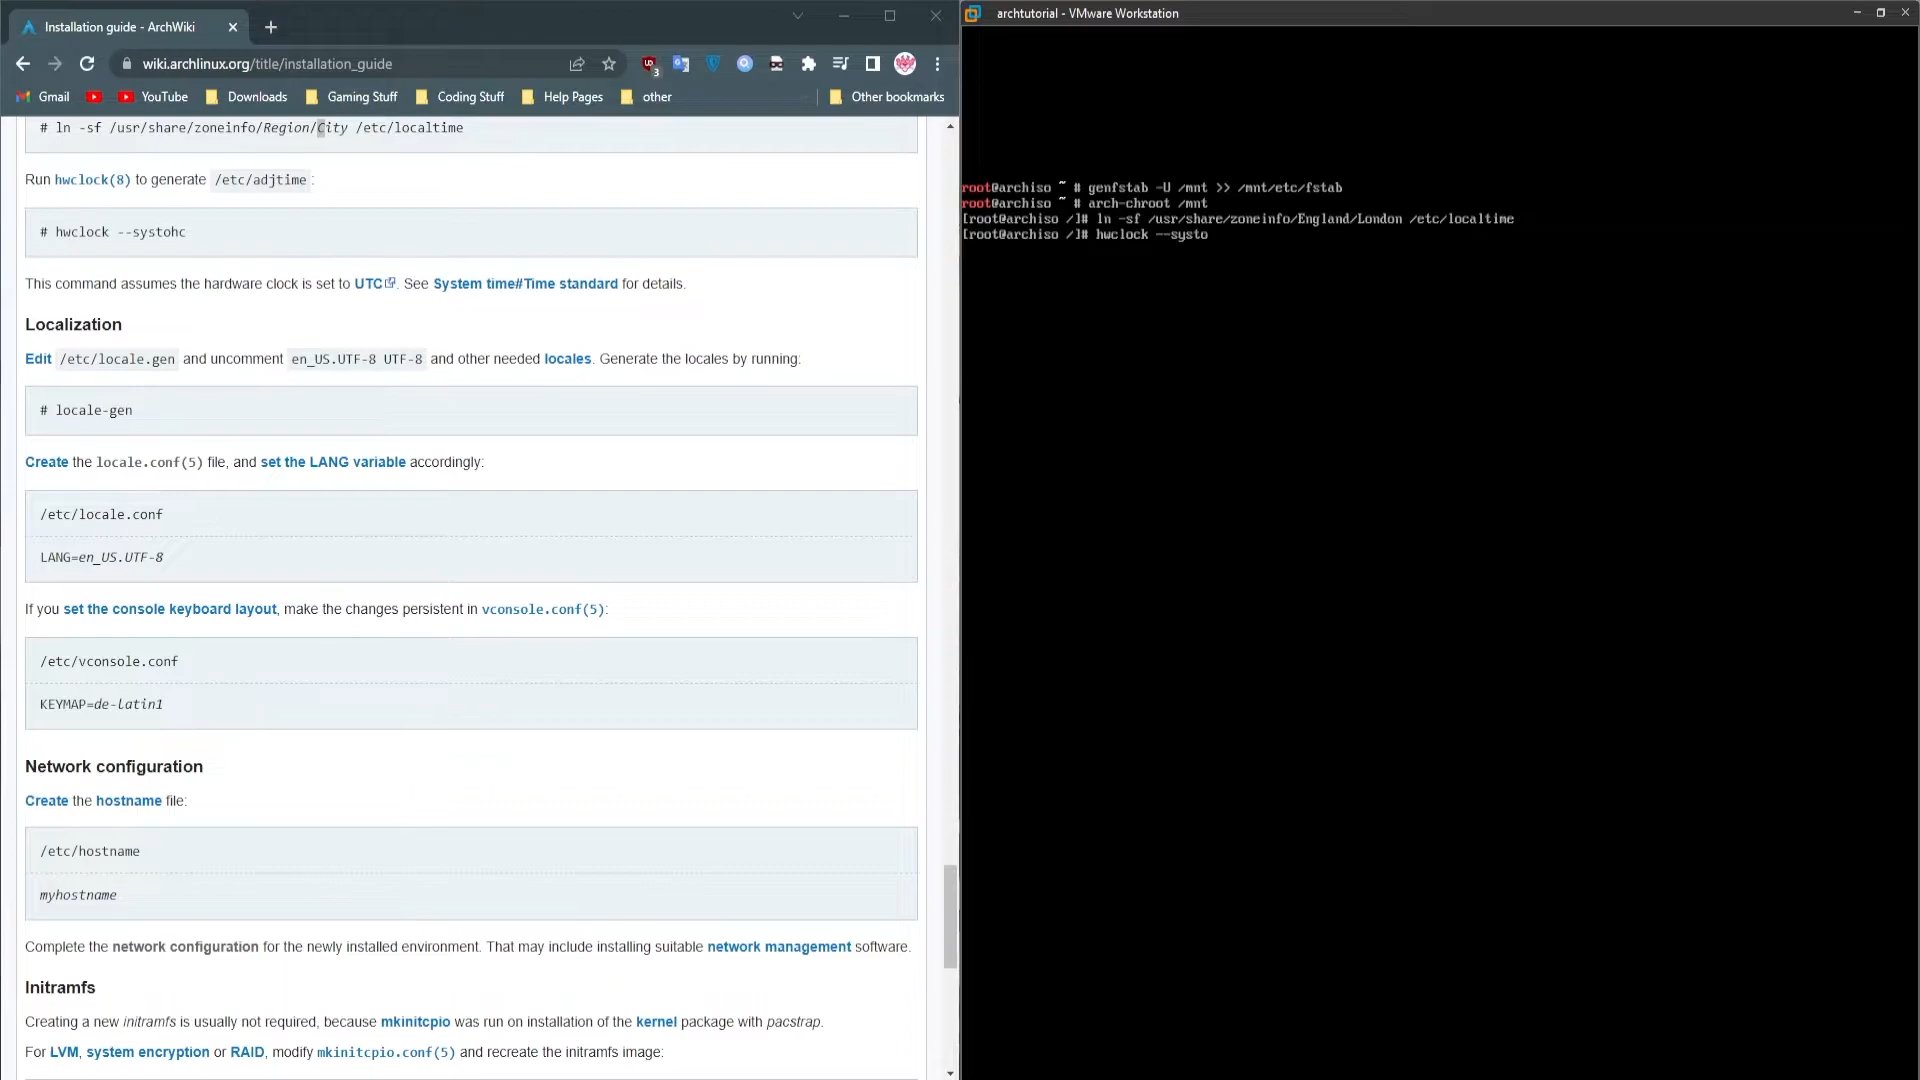 Installation guide - ArchWiki
wiki.archlinux.org/title/installation_guide
3
Gmail
YouTube
Downloads
Gaming Stuff
Coding Stuff
Help Pages
other
Other bookmarks
# ln -sf /usr/share/zoneinfo/Region/City /etc/localtime
Run hwclock(8) to generate /etc/adjtime:
# hwclock --systohc
This command assumes the hardware clock is set to UTC. See System time#Time standard for details.
Localization
Edit /etc/locale.gen and uncomment en_US.UTF-8 UTF-8 and other needed locales. Generate the locales by running:
# locale-gen
Create the locale.conf(5) file, and set the LANG variable accordingly:
/etc/locale.conf
LANG=en_US.UTF-8
If you set the console keyboard layout, make the changes persistent in vconsole.conf(5):
/etc/vconsole.conf
KEYMAP=de-latin1
Network configuration
Create the hostname file:
/etc/hostname
myhostname
Complete the network configuration for the newly installed environment. That may include installing suitable network management software.
Initramfs
Creating a new initramfs is usually not required, because mkinitcpio was run on installation of the kernel package with pacstrap.
For LVM, system encryption or RAID, modify mkinitcpio.conf(5) and recreate the initramfs image:
archtutorial - VMware Workstation
root@archiso ~ # genfstab -U /mnt >> /mnt/etc/fstab
root@archiso ~ # arch-chroot /mnt
[root@archiso /]# ln -sf /usr/share/zoneinfo/England/London /etc/localtime
[root@archiso /]# hwclock --systo